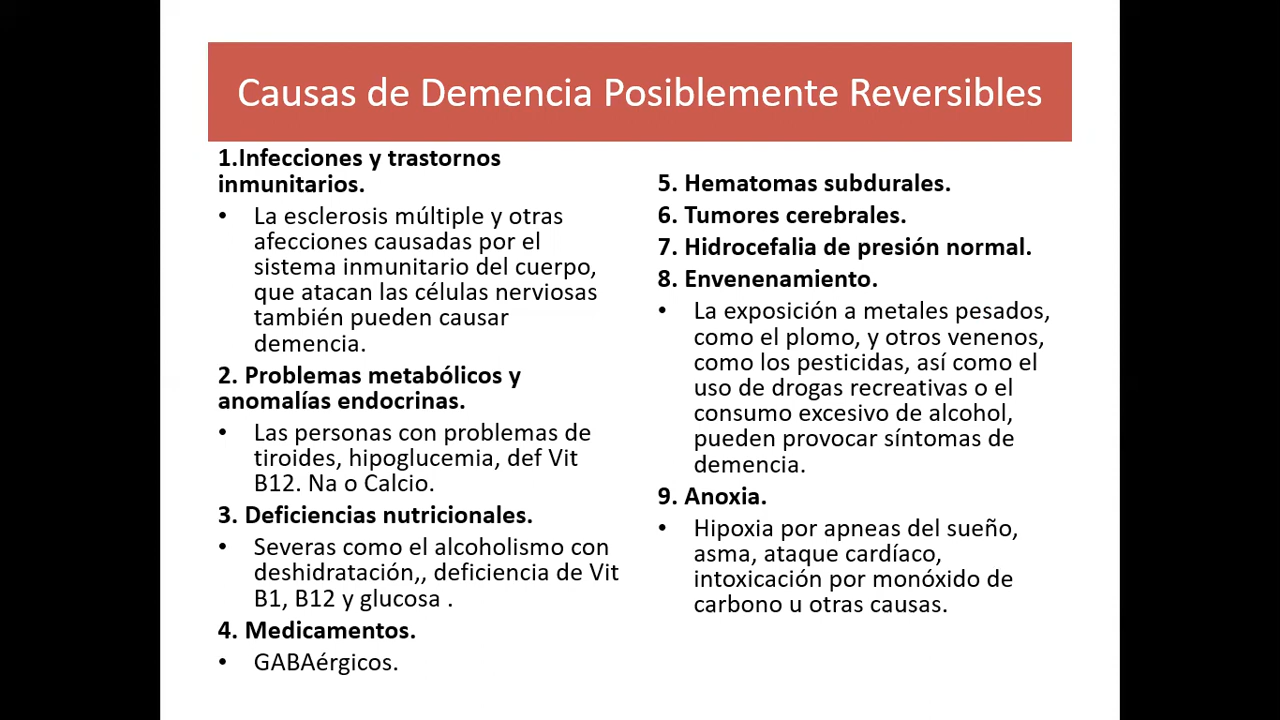 Causas de Demencia Posiblemente Reversibles
1.Infecciones y trastornos
inmunitarios.
• La esclerosis múltiple y otras
afecciones causadas por el
sistema inmunitario del cuerpo,
que atacan las células nerviosas
también pueden causar
demencia.
2. Problemas metabólicos y
anomalías endocrinas.
• Las personas con problemas de
tiroides, hipoglucemia, def Vit
B12. Na o Calcio.
3. Deficiencias nutricionales.
• Severas como el alcoholismo con
deshidratación,, deficiencia de Vit
B1, B12 y glucosa .
4. Medicamentos.
• GABAérgicos.
5. Hematomas subdurales.
6. Tumores cerebrales.
7. Hidrocefalia de presión normal.
8. Envenenamiento.
• La exposición a metales pesados,
como el plomo, y otros venenos,
como los pesticidas, así como el
uso de drogas recreativas o el
consumo excesivo de alcohol,
pueden provocar síntomas de
demencia.
9. Anoxia.
• Hipoxia por apneas del sueño,
asma, ataque cardíaco,
intoxicación por monóxido de
carbono u otras causas.